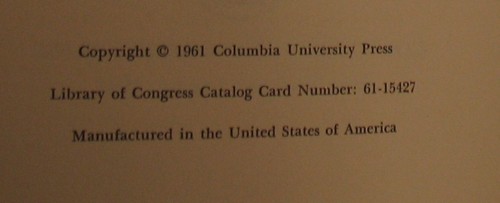 Copyright © 1961 Columbia University Press
Library of Congress Catalog Card Number: 61-15427
Manufactured in the United States of America